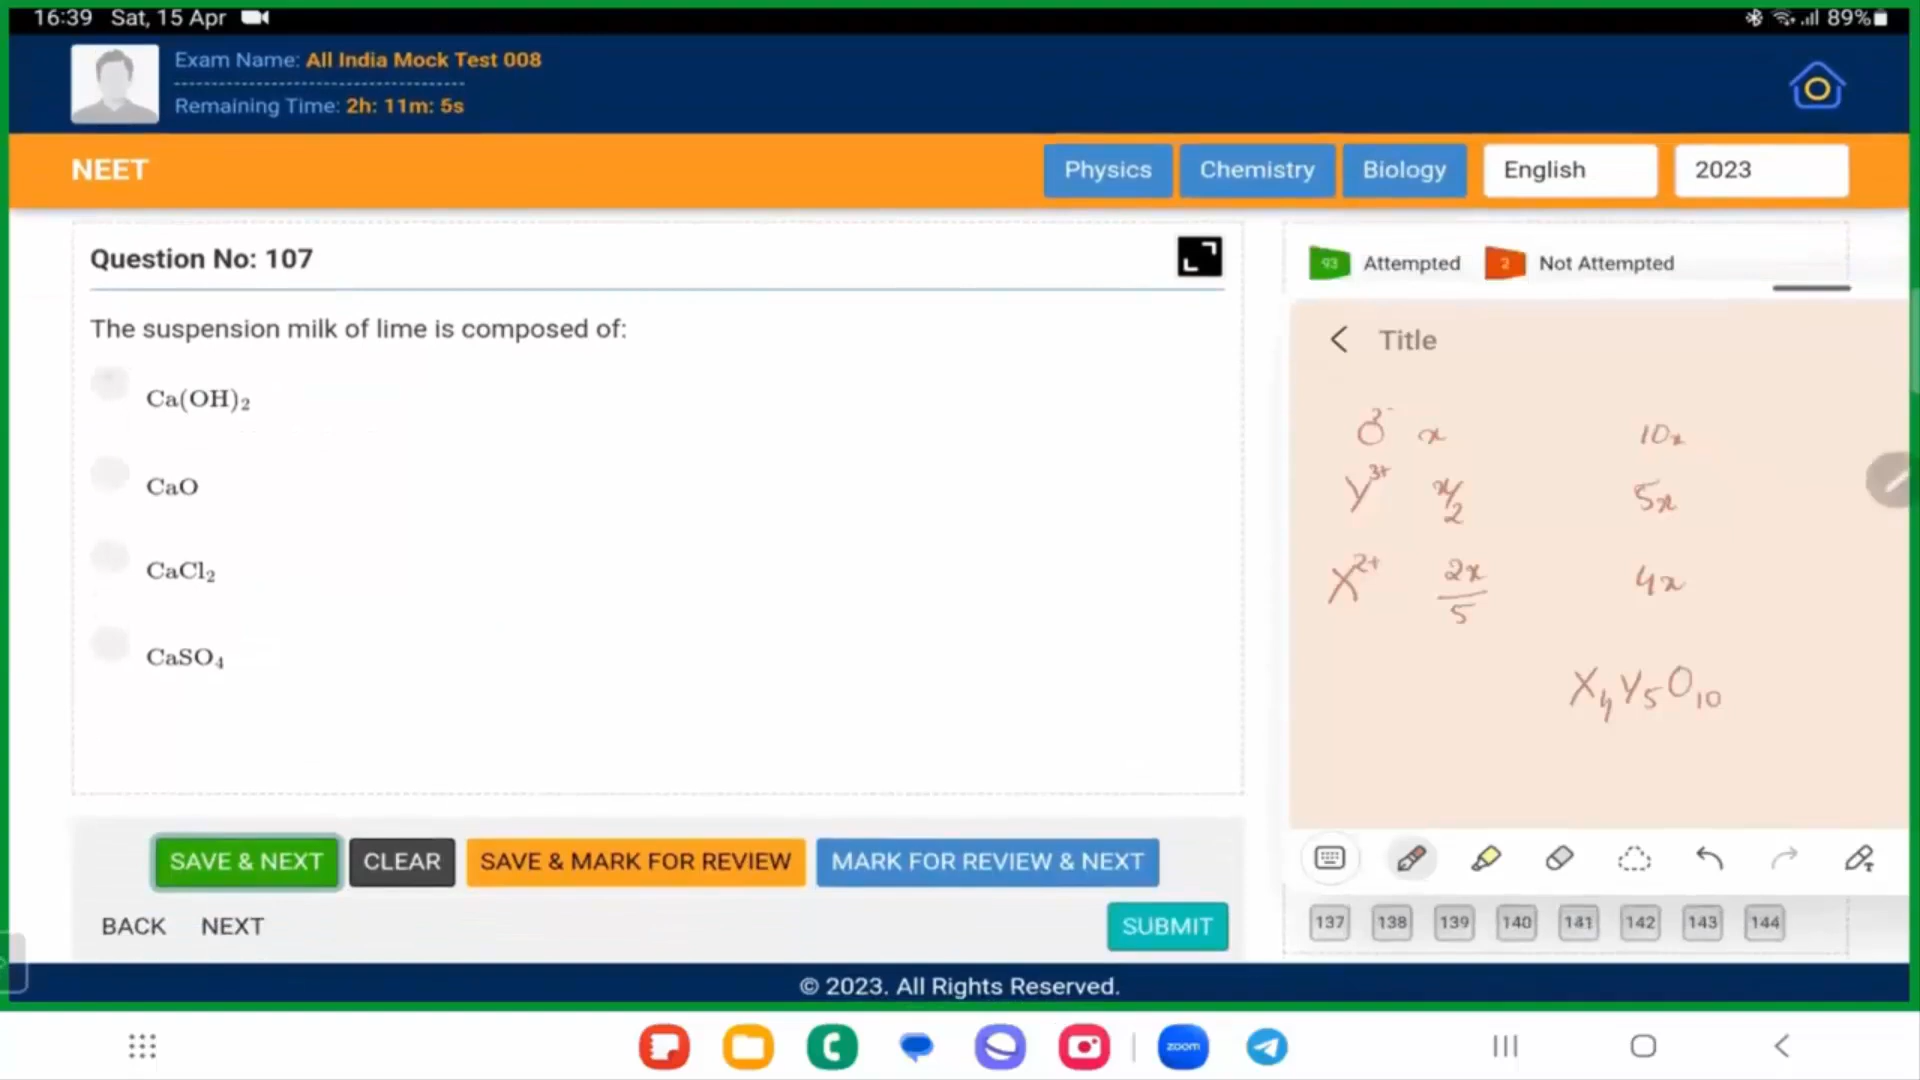 16:39 Sat, 15 Apr 89%
Exam Name: All India Mock Test 008
Remaining Time: 2h: 11m: 5s
NEET Physics Chemistry Biology English 2023
Question No: 107
93 Attempted 2 Not Attempted
The suspension milk of lime is composed of:
Ca(OH)₂
CaO
CaCl₂
CaSO₄
Title
x 10x
Y³⁺ x/2 5x
X²⁺ 2x/5 4x
X₄Y₅O₁₀
SAVE & NEXT CLEAR SAVE & MARK FOR REVIEW MARK FOR REVIEW & NEXT
BACK NEXT SUBMIT
137 138 139 140 141 142 143 144
© 2023. All Rights Reserved.
zoom